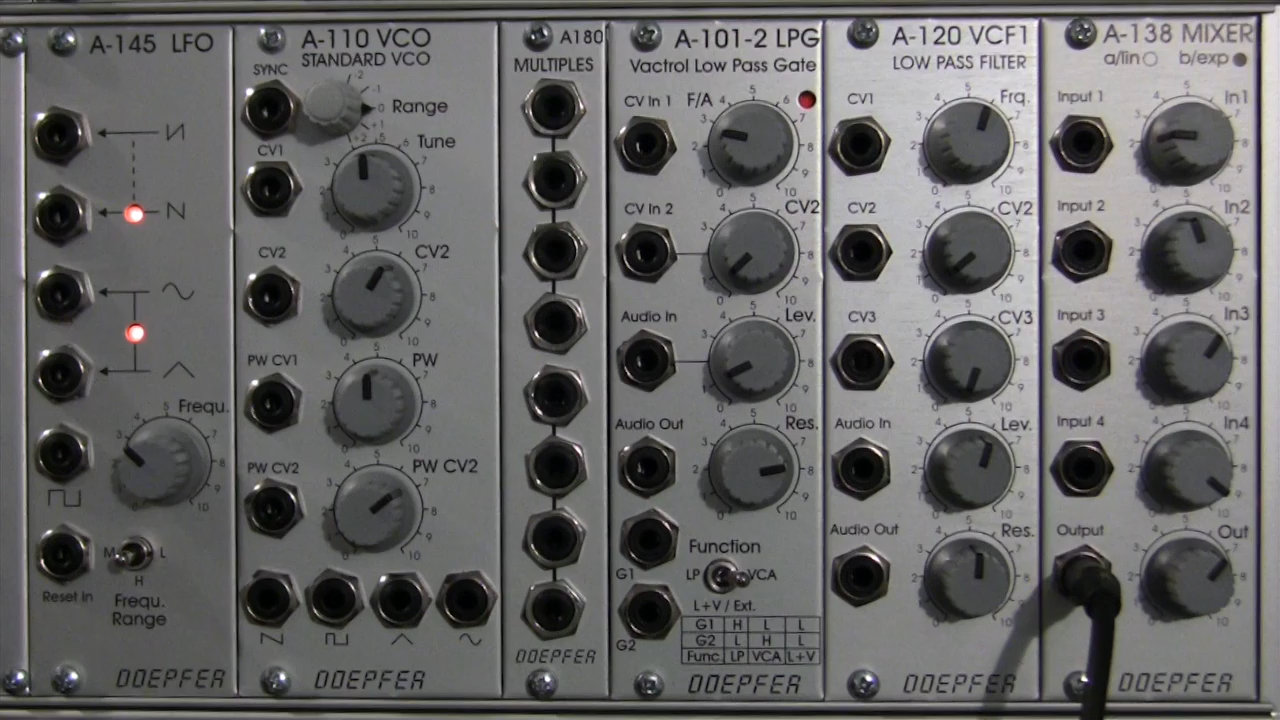 A-145 LFO
Frequ.
M L
H
Reset In
Frequ.
Range
DOEPFER
A-110 VCO
STANDARD VCO
SYNC
Range
-2
-1
0
+1
+2
Tune
CV1
CV2
CV2
PW CV1
PW
PW CV2
PW CV2
DOEPFER
A180
MULTIPLES
DOEPFER
A-101-2 LPG
Vactrol Low Pass Gate
CV In 1
F/A
CV In 2
CV2
Audio In
Lev.
Audio Out
Res.
G1
G2
Function
LP VCA
L+V / Ext.
G1 H L L
G2 L H L
Func. LP VCA L+V
DOEPFER
A-120 VCF1
LOW PASS FILTER
CV1
Frq.
CV2
CV2
CV3
CV3
Audio In
Lev.
Audio Out
Res.
DOEPFER
A-138 MIXER
a/lin b/exp
Input 1
In1
Input 2
In2
Input 3
In3
Input 4
In4
Output
Out
DOEPFER